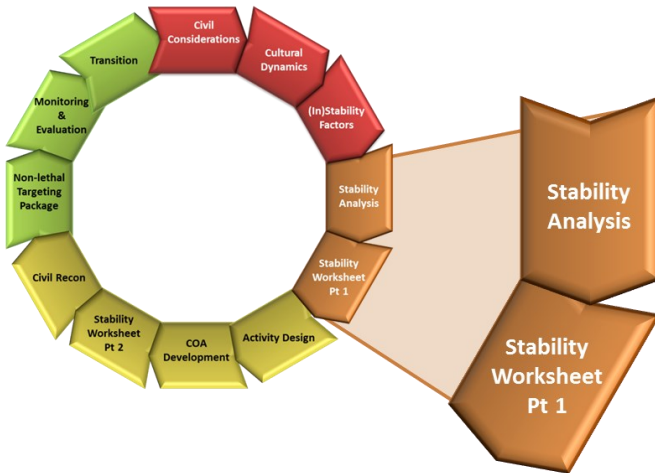 Civil
Considerations
Cultural
Dynamics
(In)Stability
Factors
Stability
Analysis
Stability
Worksheet
Pt 1
Activity Design
COA
Development
Stability
Worksheet
Pt 2
Civil Recon
Non-lethal
Targeting
Package
Monitoring
&
Evaluation
Transition
Stability
Analysis
Stability
Worksheet
Pt 1